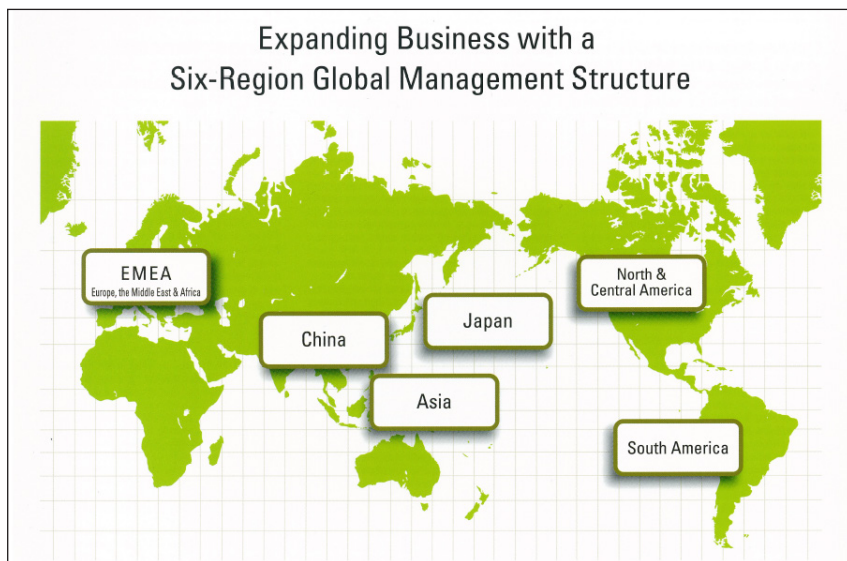 Expanding Business with a
Six-Region Global Management Structure
EMEA
Europe, the Middle East & Africa
North &
Central America
Japan
China
Asia
South America